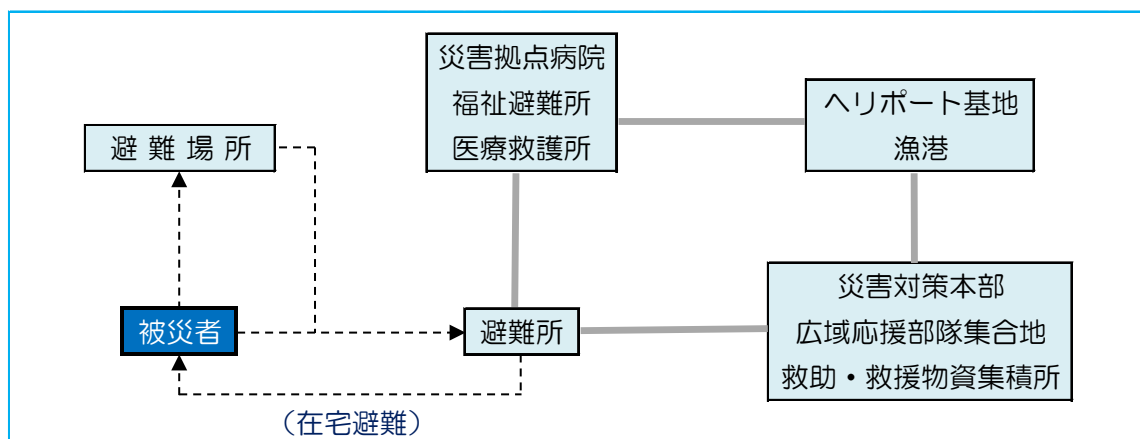 災害拠点病院
福祉避難所
医療救護所
ヘリポート基地
漁港
避難場所
被災者
避難所
災害対策本部
広域応援部隊集合地
救助・救援物資集積所
（在宅避難）